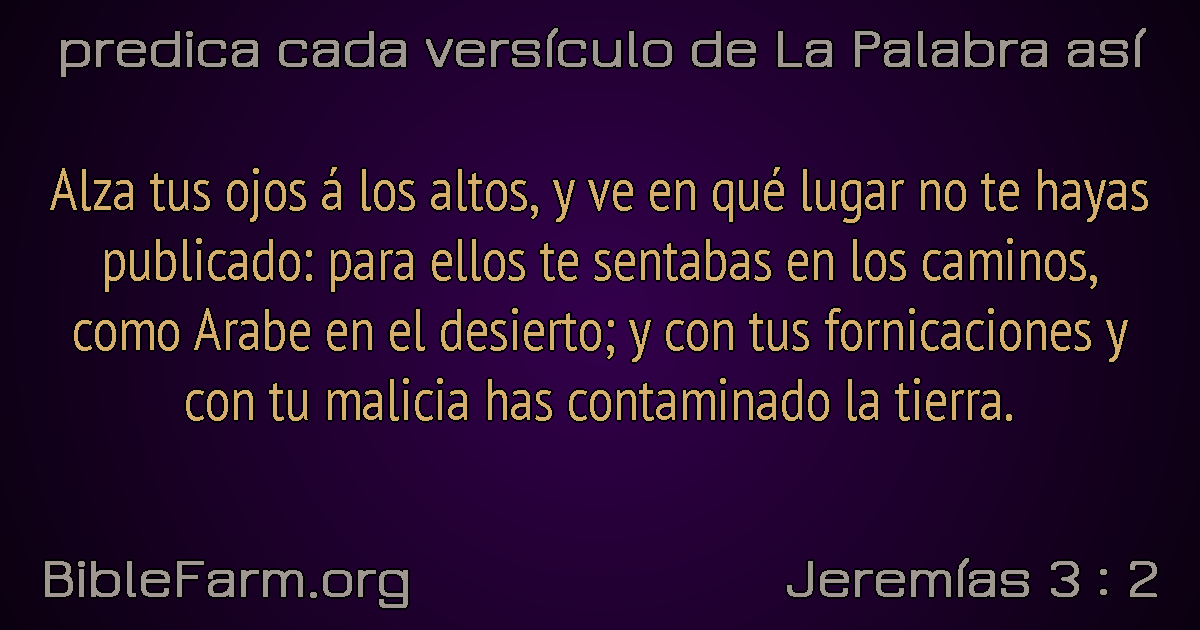 predica cada versículo de La Palabra así
Alza tus ojos á los altos, y ve en qué lugar no te hayas
publicado: para ellos te sentabas en los caminos,
como Arabe en el desierto; y con tus fornicaciones y
con tu malicia has contaminado la tierra.
BibleFarm.org
Jeremías 3 : 2